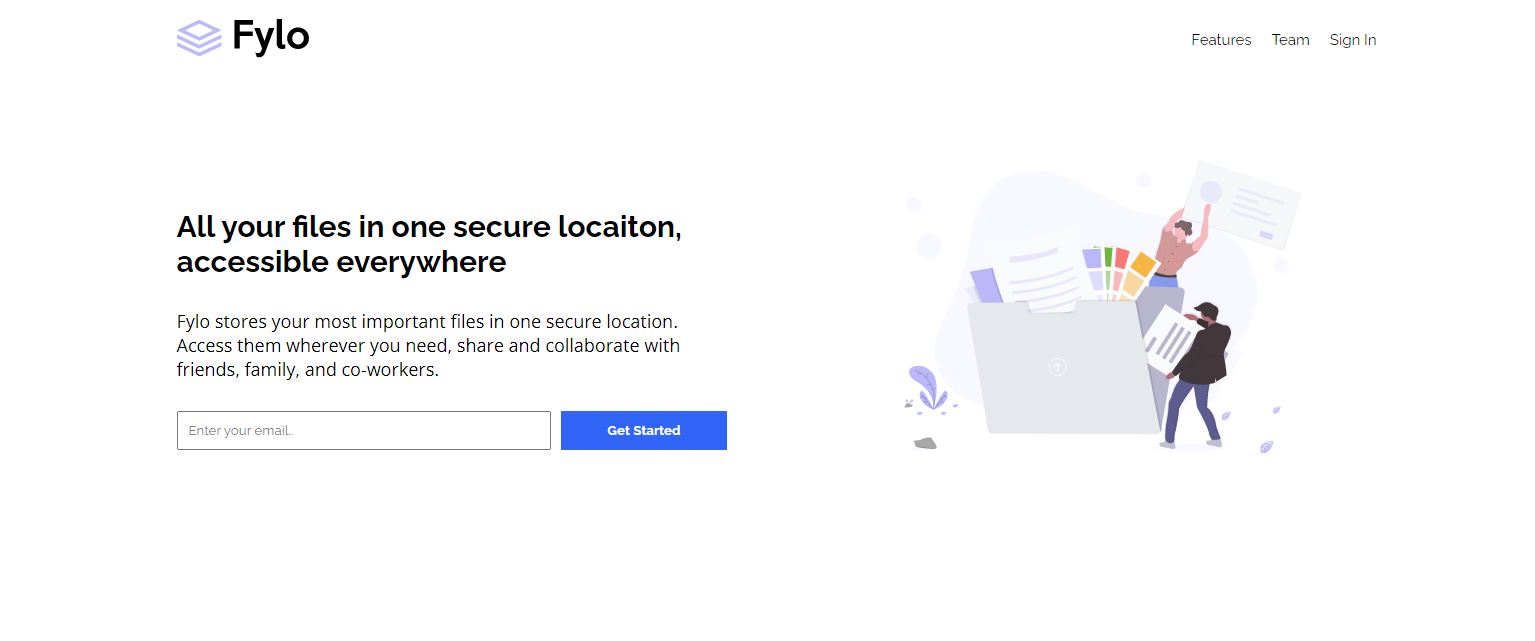 Fylo
Features Team Sign In
All your files in one secure locaiton,
accessible everywhere
Fylo stores your most important files in one secure location.
Access them wherever you need, share and collaborate with
friends, family, and co-workers.
Enter your email.. Get Started